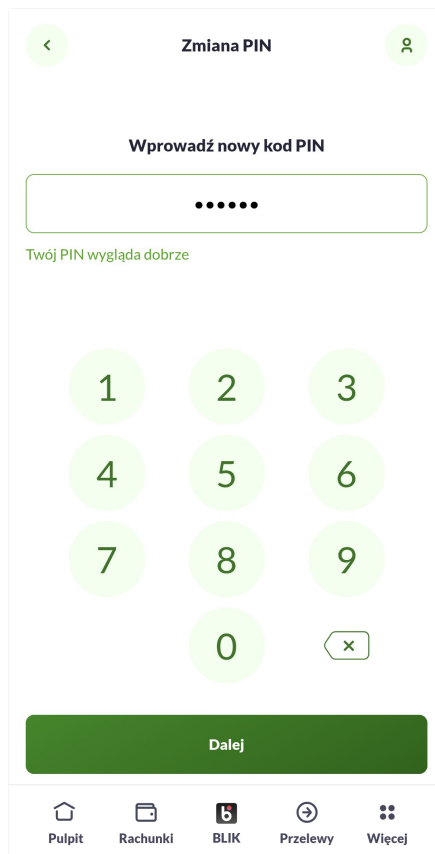 Zmiana PIN
Wprowadź nowy kod PIN
••••••
Twój PIN wygląda dobrze
1 2 3
4 5 6
7 8 9
0
Dalej
Pulpit Rachunki BLIK Przelewy Więcej